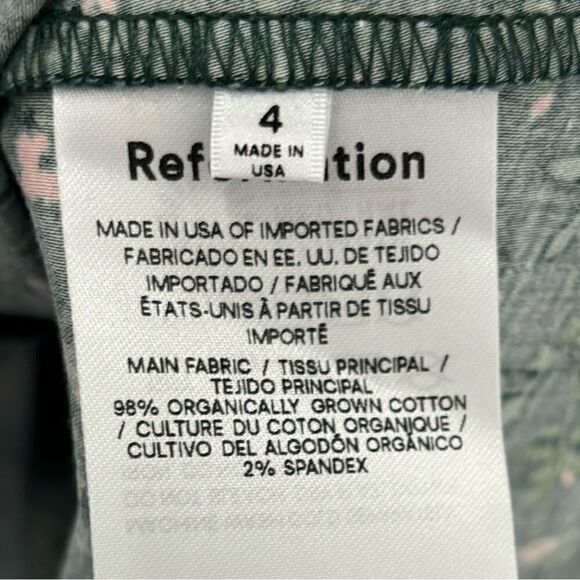 4
MADE IN
USA
Ref tion
MADE IN USA OF IMPORTED FABRICS /
FABRICADO EN EE. UU. DE TEJIDO
IMPORTADO / FABRIQUÉ AUX
ÉTATS-UNIS À PARTIR DE TISSU
IMPORTÉ
MAIN FABRIC / TISSU PRINCIPAL /
TEJIDO PRINCIPAL
98% ORGANICALLY GROWN COTTON
/ CULTURE DU COTON ORGANIQUE /
CULTIVO DEL ALGODÓN ORGÁNICO
2% SPANDEX